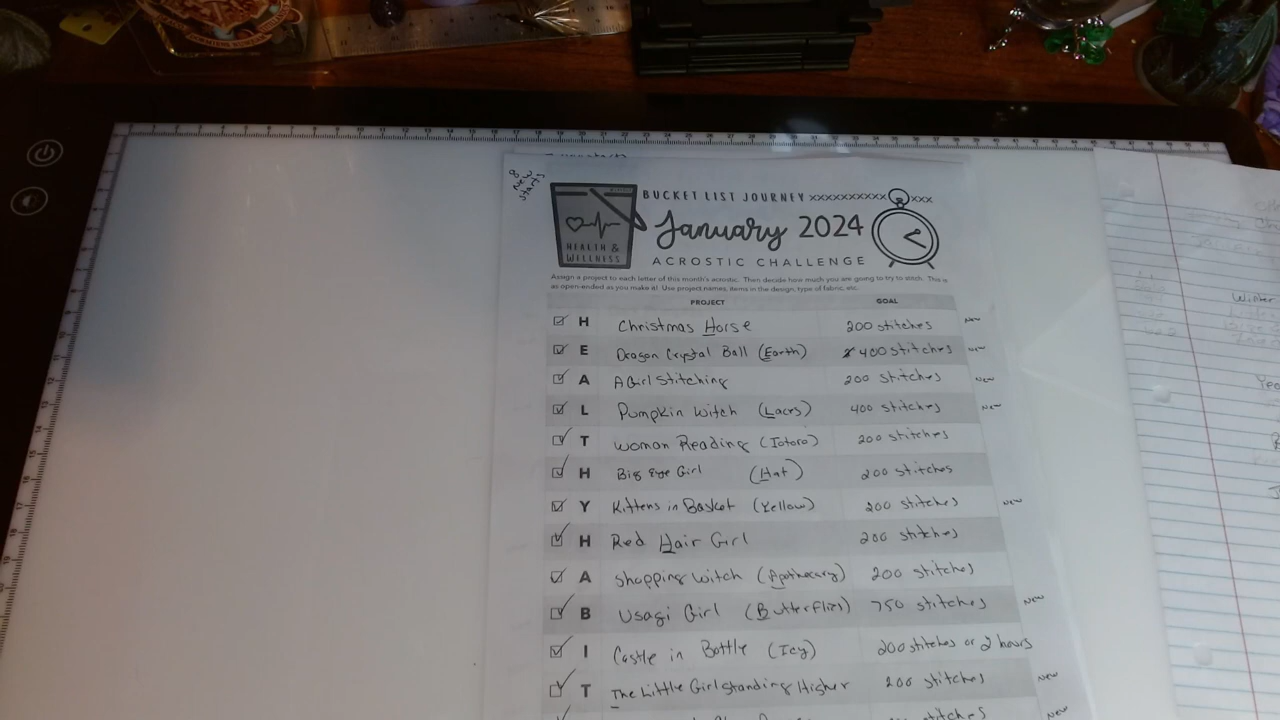 8 New starts
BUCKET LIST JOURNEY xxxxxxxxxxx xxx
HEALTH &
WELLNESS
January 2024
ACROSTIC CHALLENGE
Assign a project to each letter of this month's acrostic. Then decide how much you are going to try to stitch. This is
as open-ended as you make it! Use project names, items in the design, type of fabric, etc.
PROJECT GOAL
H Christmas Horse 200 stitches New
E Dragon Crystal Ball (Earth) 400 stitches New
A A Girl Stitching 200 stitches New
L Pumpkin Witch (Laces) 400 stitches New
T Woman Reading (Totoro) 200 stitches
H Big Eye Girl (Hat) 200 stitches
Y Kittens in Basket (Yellow) 200 stitches New
H Red Hair Girl 200 stitches
A Shopping Witch (Apothecary) 200 stitches
B Usagi Girl (Butterflies) 750 stitches New
I Castle in Bottle (Icy) 200 stitches or 2 hours
T The Little Girl Standing Higher 200 stitches New
stitches New
Winter